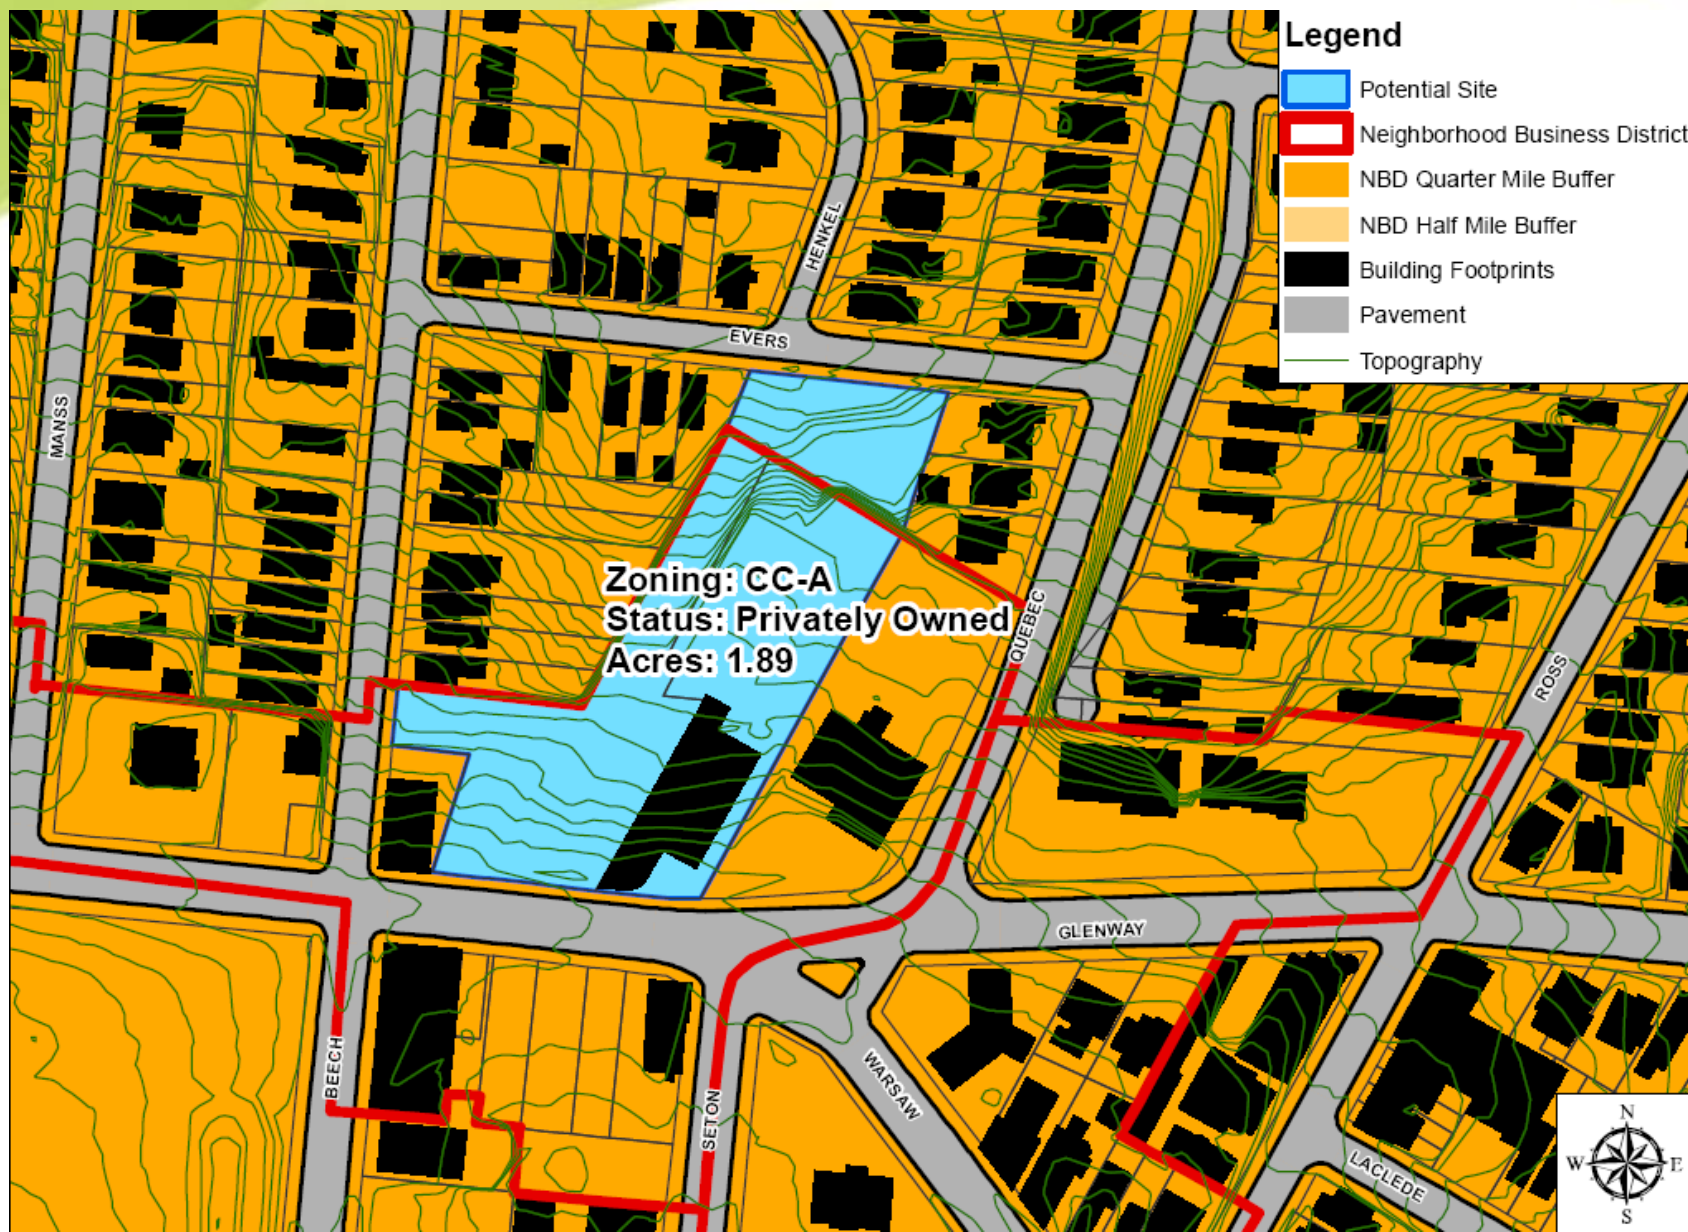 Legend
Potential Site
Neighborhood Business District
NBD Quarter Mile Buffer
NBD Half Mile Buffer
Building Footprints
Pavement
Topography
HENKEL
EVERS
MANSS
Zoning: CC-A
Status: Privately Owned
Acres: 1.89
QUEBEC
ROSS
GLENWAY
BEECH
SETON
WARSAW
LACLEDE
N
W E
S